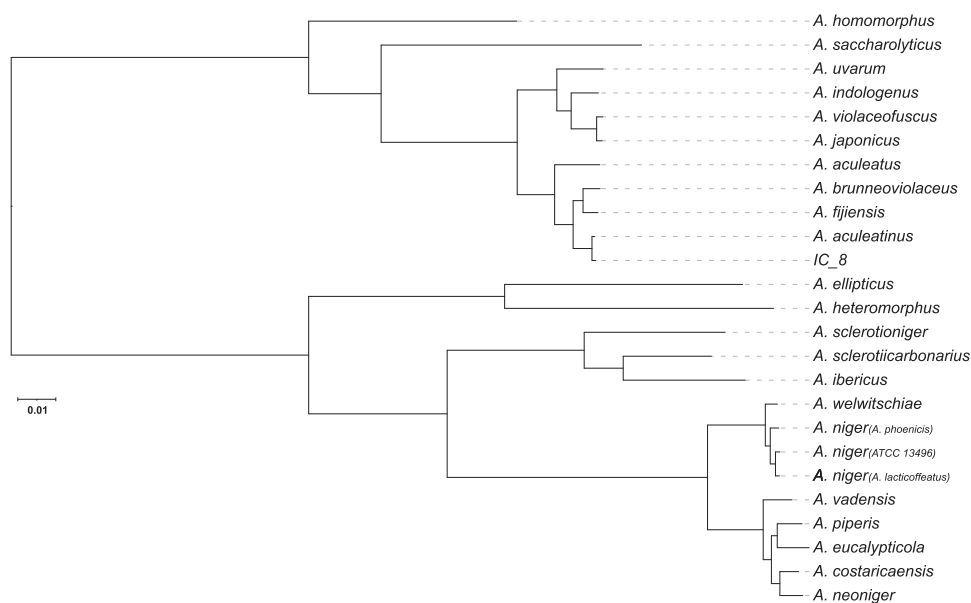 A. homomorphus
A. saccharolyticus
A. uvarum
A. indologenus
A. violaceofuscus
A. japonicus
A. aculeatus
A. brunneoviolaceus
A. fijiensis
A. aculeatinus
IC_8
A. ellipticus
A. heteromorphus
A. sclerotioniger
A. sclerotiicarbonarius
A. ibericus
0.01
A. welwitschiae
A. niger(A. phoenicis)
A. niger(ATCC 13496)
A. niger(A. lacticoffeatus)
A. vadensis
A. piperis
A. eucalypticola
A. costaricaensis
A. neoniger